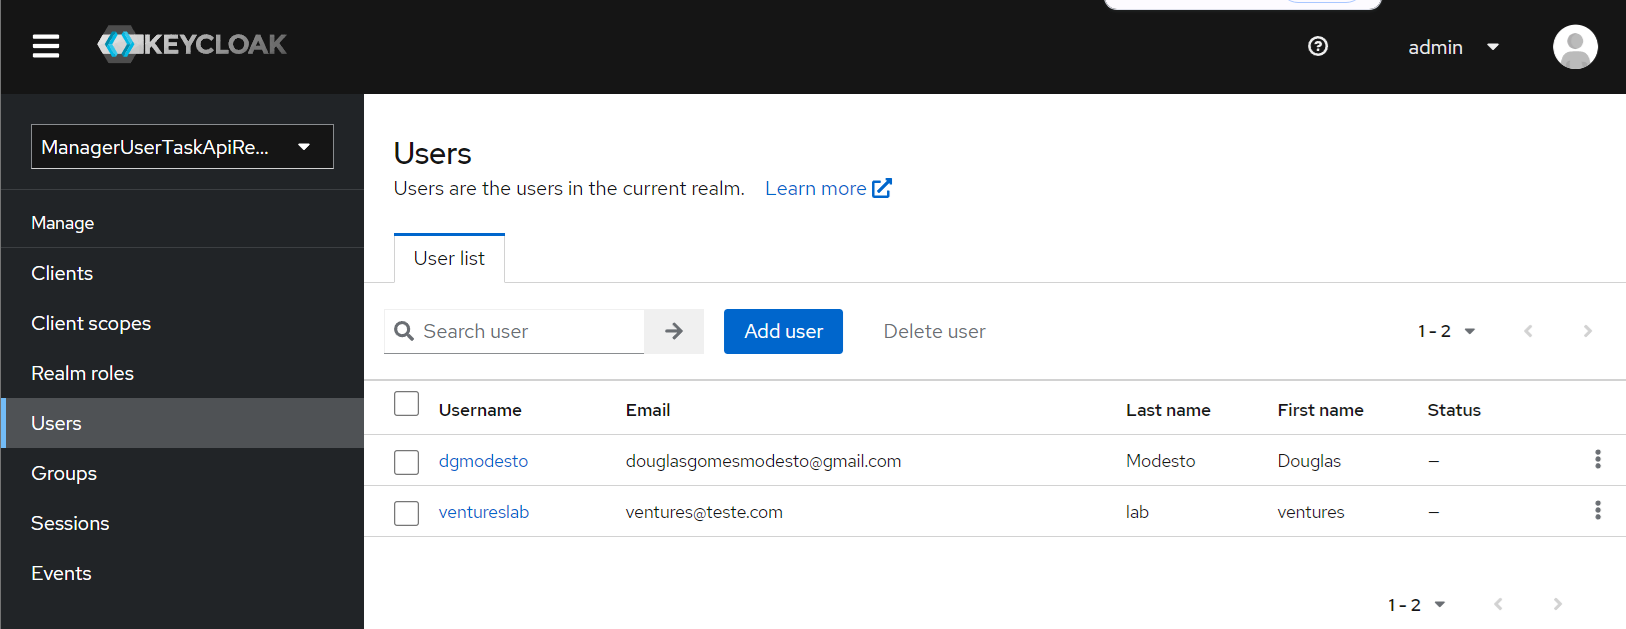 KEYCLOAK
admin
ManagerUserTaskApiRe...
Manage
Clients
Client scopes
Realm roles
Users
Groups
Sessions
Events
Users
Users are the users in the current realm. Learn more
User list
Search user Add user Delete user 1 - 2
Username Email Last name First name Status
dgmodesto douglasgomesmodesto@gmail.com Modesto Douglas –
ventureslab ventures@teste.com lab ventures –
1 - 2